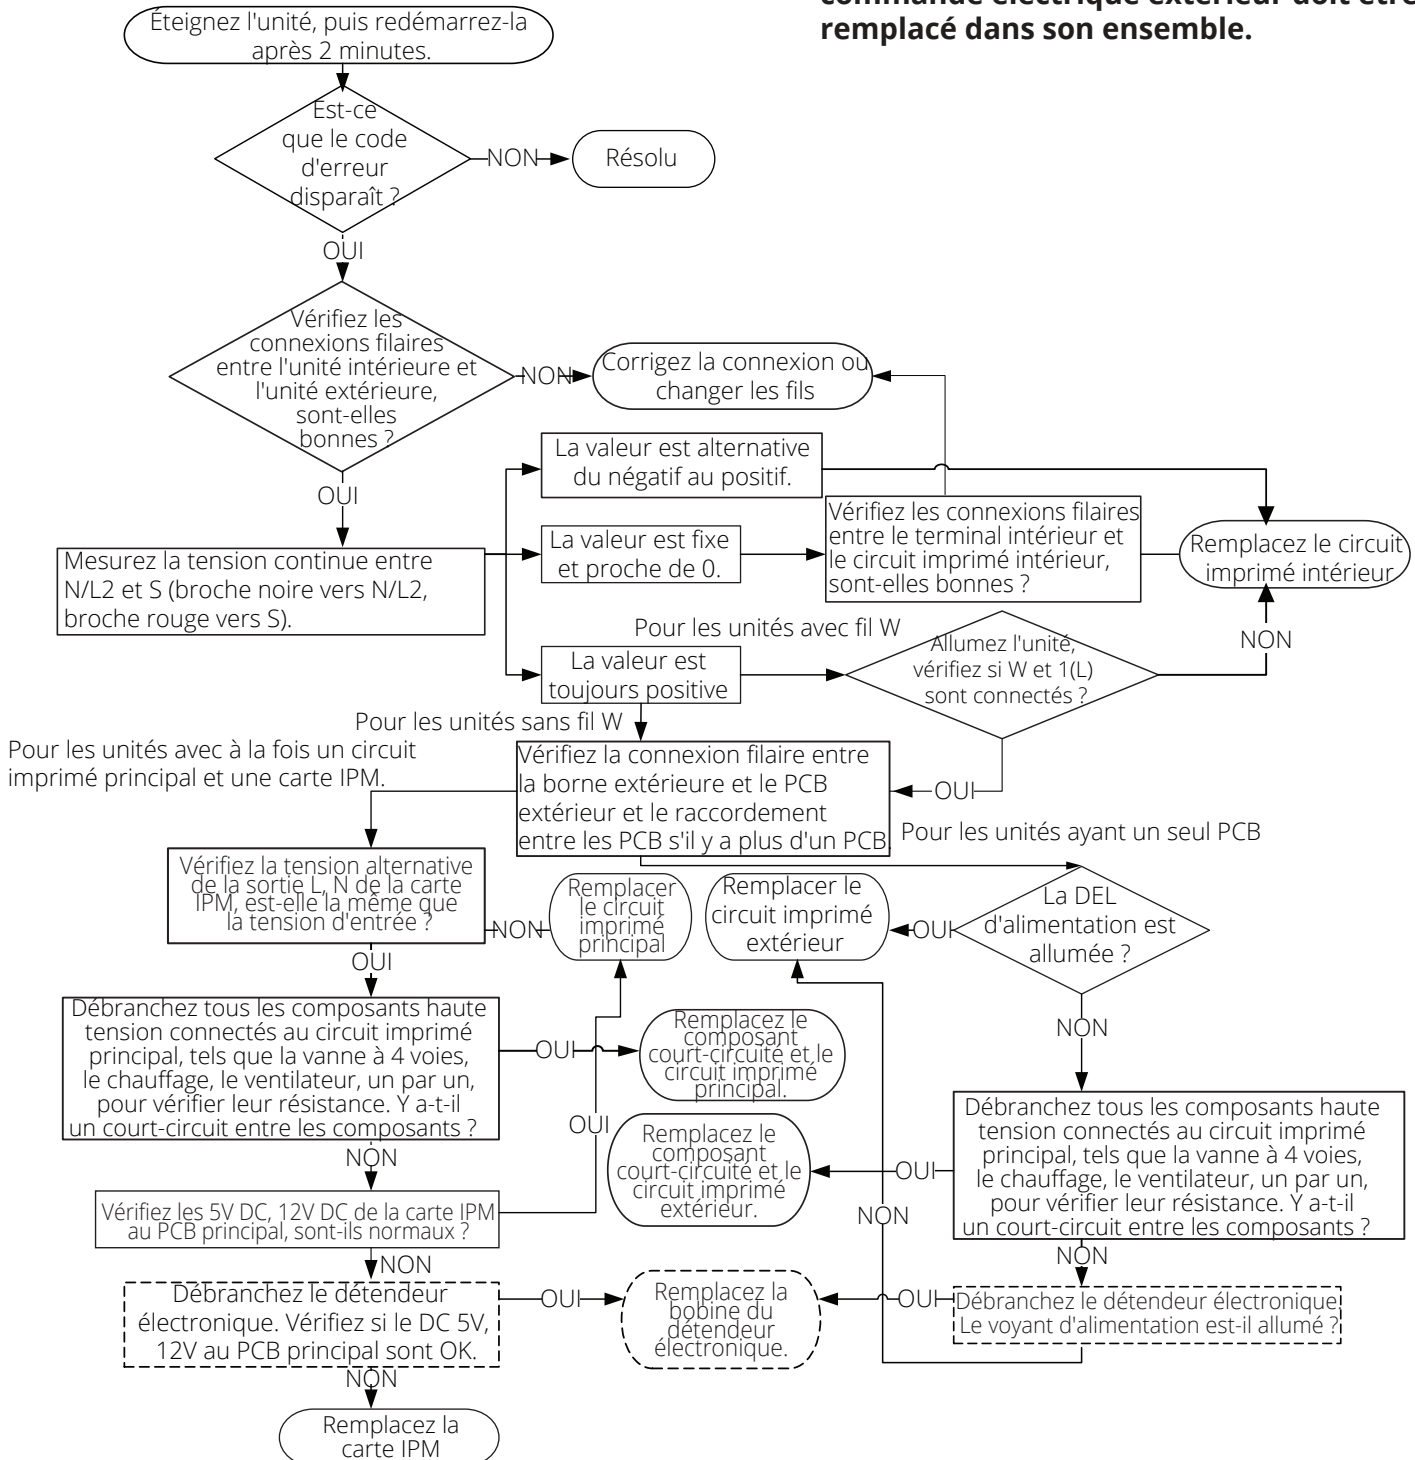 commande électrique extérieur doit être
remplacé dans son ensemble.
Éteignez l'unité, puis redémarrez-la
après 2 minutes.
Est-ce
que le code
d'erreur
disparaît ?
NON
Résolu
OUI
Vérifiez les
connexions filaires
entre l'unité intérieure et
l'unité extérieure,
sont-elles
bonnes ?
NON
Corrigez la connexion ou
changer les fils
OUI
La valeur est alternative
du négatif au positif.
Mesurez la tension continue entre
N/L2 et S (broche noire vers N/L2,
broche rouge vers S).
La valeur est fixe
et proche de 0.
Vérifiez les connexions filaires
entre le terminal intérieur et
le circuit imprimé intérieur,
sont-elles bonnes ?
Remplacez le circuit
imprimé intérieur
Pour les unités avec fil W
NON
La valeur est
toujours positive
Allumez l'unité,
vérifiez si W et 1(L)
sont connectés ?
Pour les unités sans fil W
Pour les unités avec à la fois un circuit
imprimé principal et une carte IPM.
Vérifiez la connexion filaire entre
la borne extérieure et le PCB
extérieur et le raccordement
entre les PCB s'il y a plus d'un PCB.
OUI
Pour les unités ayant un seul PCB
Vérifiez la tension alternative
de la sortie L, N de la carte
IPM, est-elle la même que
la tension d'entrée ?
NON
Remplacer
le circuit
imprimé
principal
Remplacer le
circuit imprimé
extérieur
OUI
La DEL
d'alimentation est
allumée ?
OUI
NON
Débranchez tous les composants haute
tension connectés au circuit imprimé
principal, tels que la vanne à 4 voies,
le chauffage, le ventilateur, un par un,
pour vérifier leur résistance. Y a-t-il
un court-circuit entre les composants ?
OUI
Remplacez le
composant
court-circuité et le
circuit imprimé
principal.
OUI
Remplacez le
composant
court-circuité et le
circuit imprimé
extérieur.
OUI
Débranchez tous les composants haute
tension connectés au circuit imprimé
principal, tels que la vanne à 4 voies,
le chauffage, le ventilateur, un par un,
pour vérifier leur résistance. Y a-t-il
un court-circuit entre les composants ?
NON
Vérifiez les 5V DC, 12V DC de la carte IPM
au PCB principal, sont-ils normaux ?
NON
NON
NON
Débranchez le détendeur
électronique. Vérifiez si le DC 5V,
12V au PCB principal sont OK.
OUI
Remplacez la
bobine du
détendeur
électronique.
OUI
Débranchez le détendeur électronique
Le voyant d'alimentation est-il allumé ?
NON
Remplacez la
carte IPM